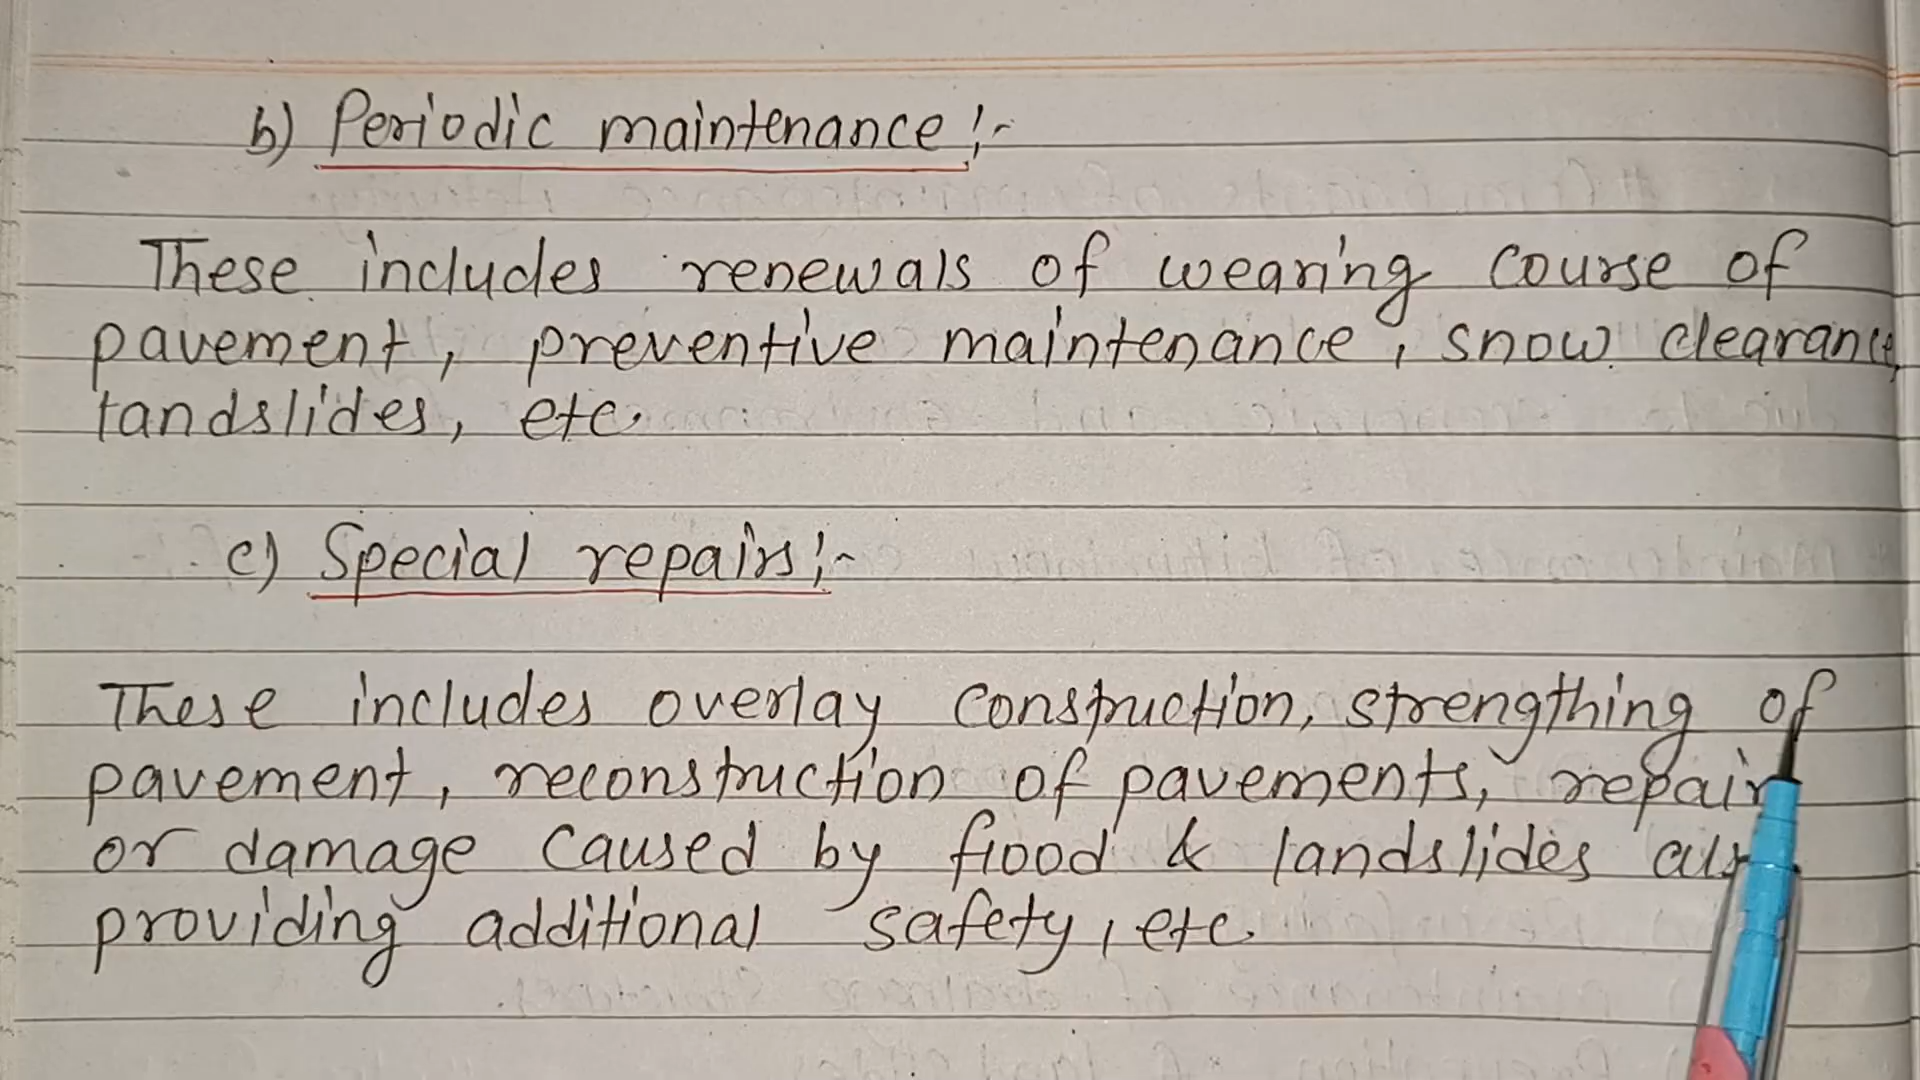 b) Periodic maintenance :-
These includes renewals of wearing course of
pavement, preventive maintenance, snow clearance,
landslides, etc.
c) Special repairs :-
These includes overlay construction, strengthing of
pavement, reconstruction of pavements, repair
or damage caused by flood & landslides
providing additional safety, etc.